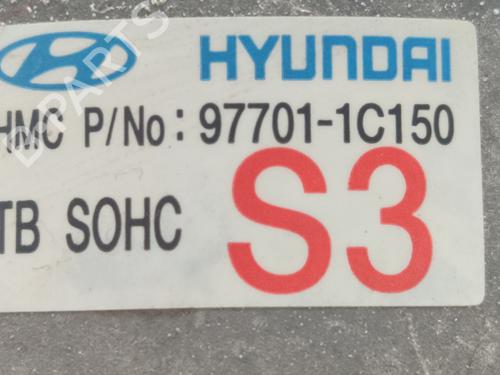 HYUNDAI
HMC P/No: 97701-1C150
TB SOHC S3